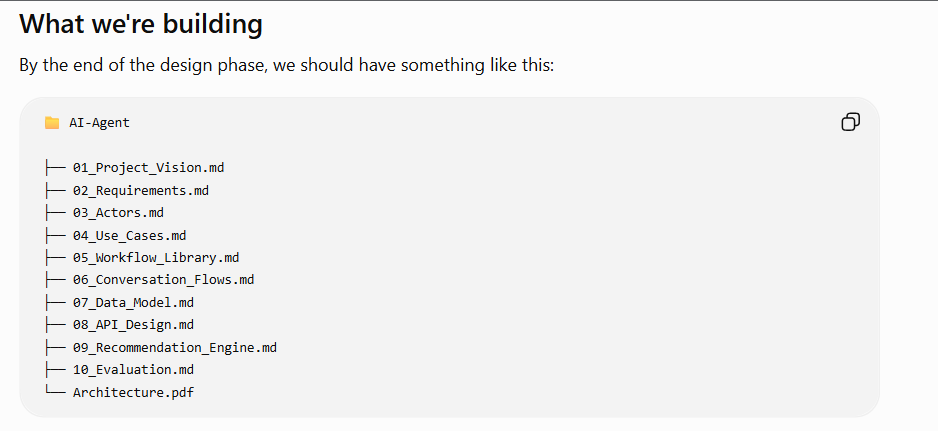 What we're building
By the end of the design phase, we should have something like this:
AI-Agent
├── 01_Project_Vision.md
├── 02_Requirements.md
├── 03_Actors.md
├── 04_Use_Cases.md
├── 05_Workflow_Library.md
├── 06_Conversation_Flows.md
├── 07_Data_Model.md
├── 08_API_Design.md
├── 09_Recommendation_Engine.md
├── 10_Evaluation.md
└── Architecture.pdf